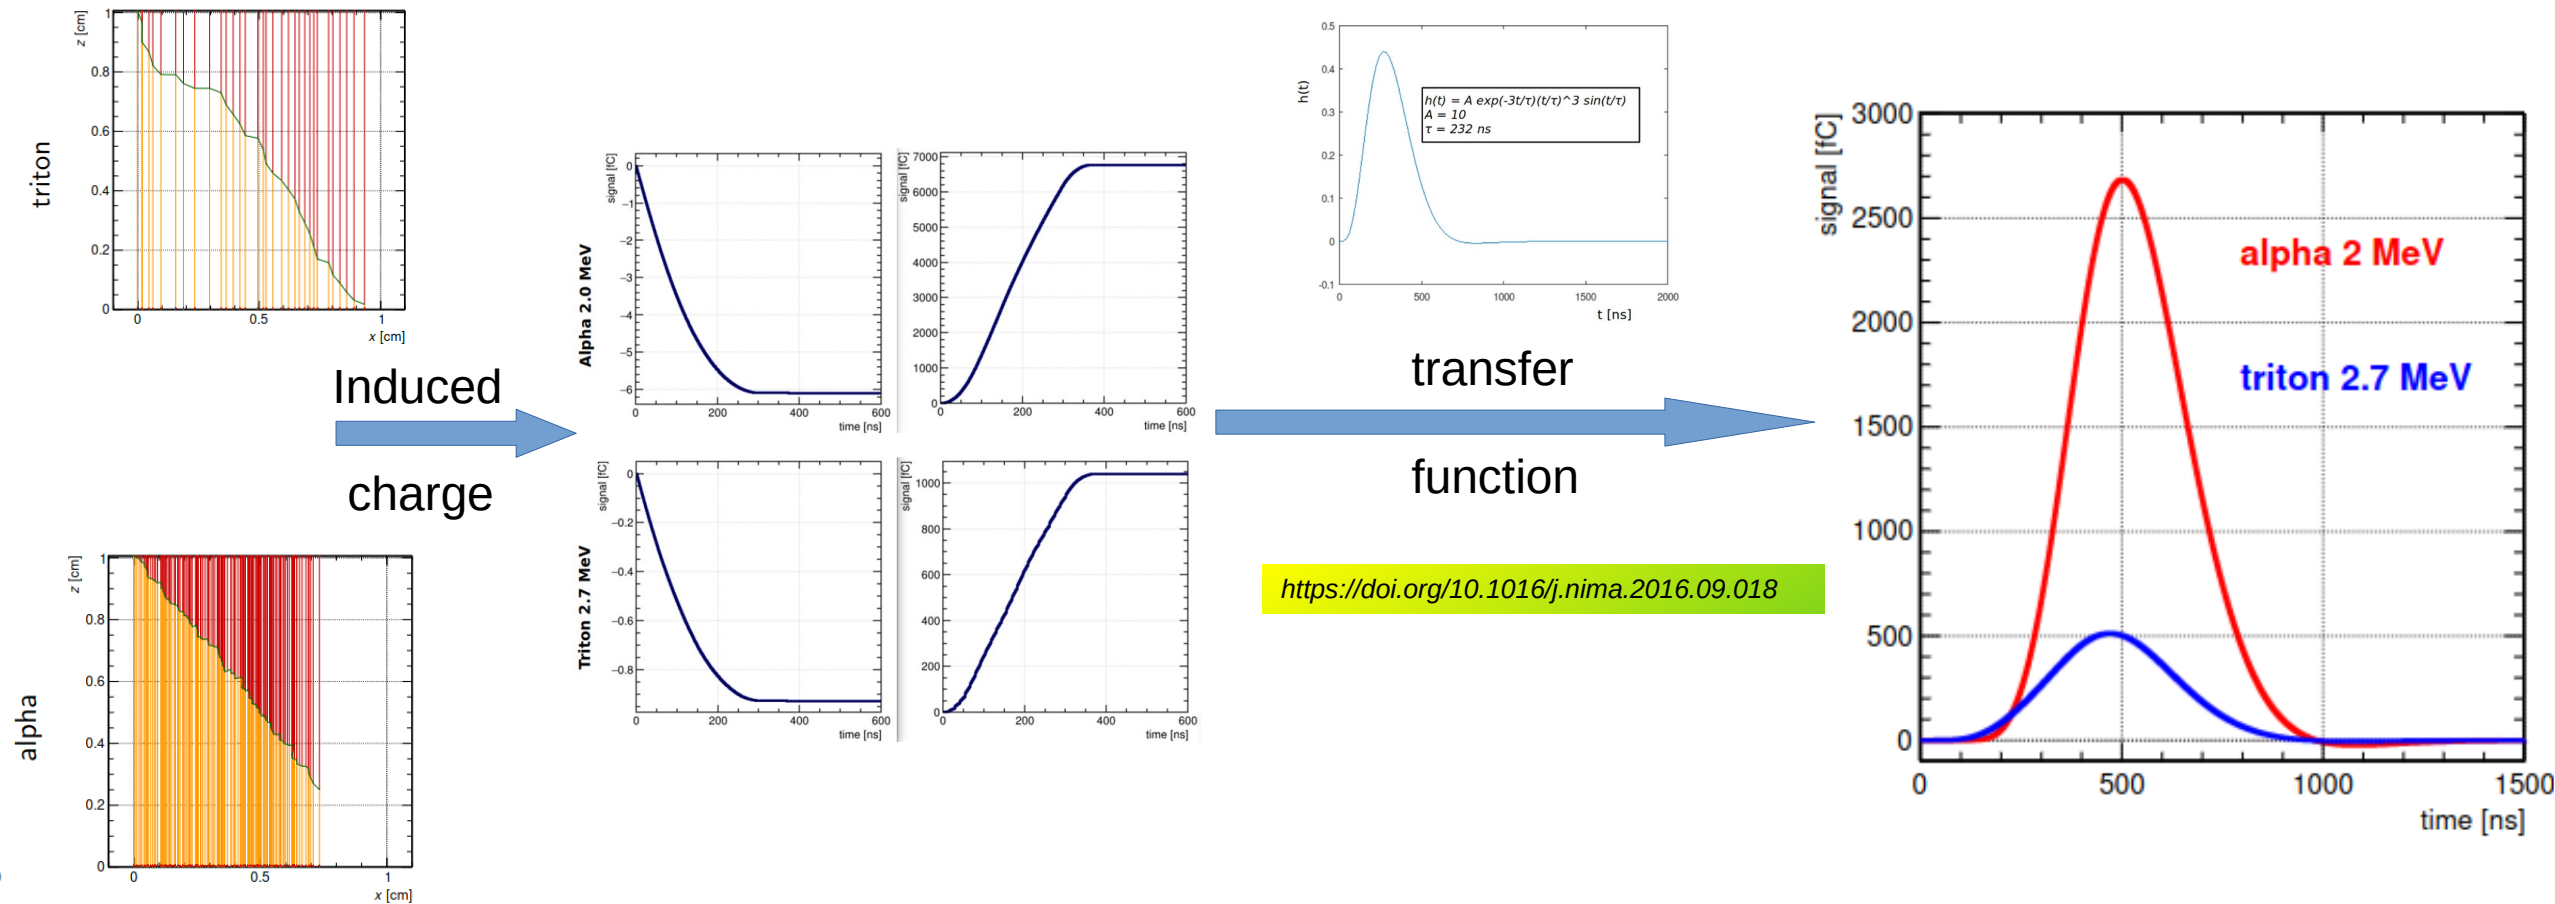 triton
z [cm]
1
0.8
0.6
0.4
0.2
0
0 0.5 1
x [cm]
alpha
z [cm]
1
0.8
0.6
0.4
0.2
0
0 0.5 1
x [cm]
Induced
charge
Alpha 2.0 MeV
signal [fC]
0
−1
−2
−3
−4
−5
−6
0 200 400 600
time [ns]
signal [fC]
7000
6000
5000
4000
3000
2000
1000
0
0 200 400 600
time [ns]
Triton 2.7 MeV
signal [fC]
0
−0.2
−0.4
−0.6
−0.8
0 200 400 600
time [ns]
signal [fC]
1000
800
600
400
200
0
0 200 400 600
time [ns]
h(t)
0.5
0.4
0.3
0.2
0.1
0
-0.1
h(t) = A exp(-3t/τ)(t/τ)^3 sin(t/τ)
A = 10
τ = 232 ns
0 500 1000 1500 2000
t [ns]
transfer
function
https://doi.org/10.1016/j.nima.2016.09.018
signal [fC]
3000
2500
2000
1500
1000
500
0
alpha 2 MeV
triton 2.7 MeV
0 500 1000 1500
time [ns]